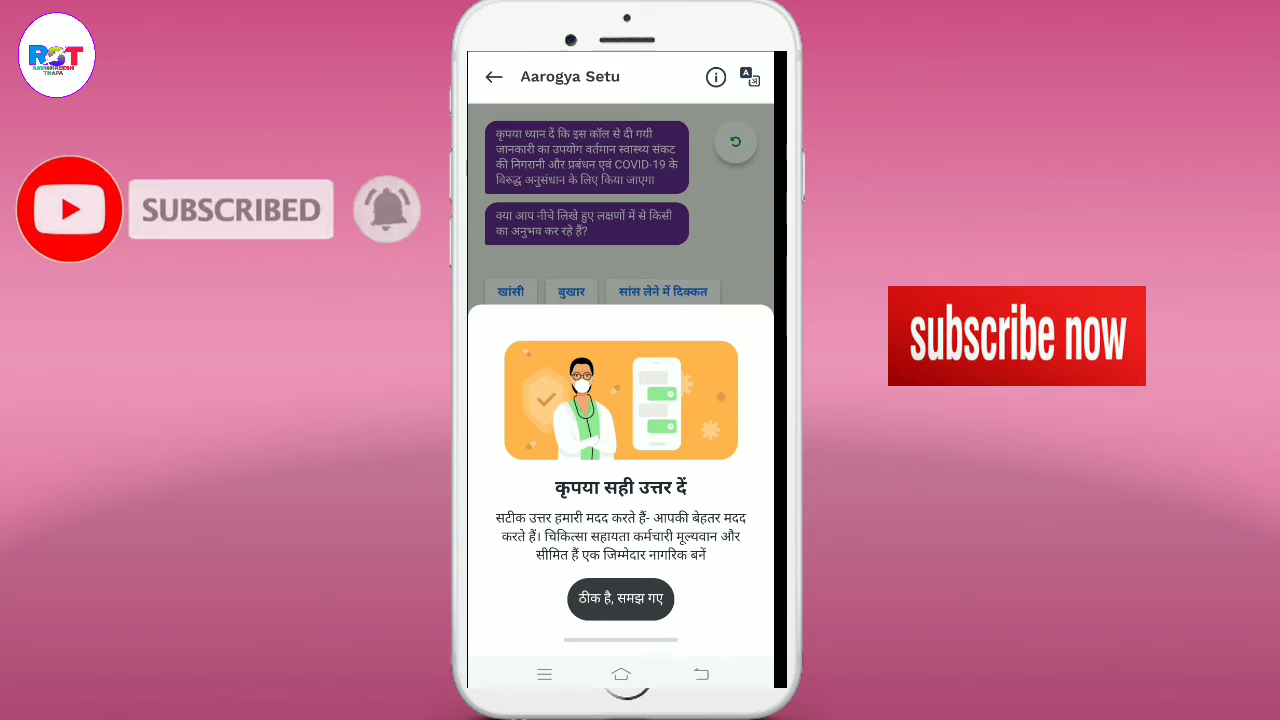 RGT
THAPA
SUBSCRIBED
Aarogya Setu
कृपया ध्यान दें कि इस कॉल से दी गयी
जानकारी का उपयोग वर्तमान स्वास्थ्य संकट
की निगरानी और प्रबंधन एवं COVID-19 के
विरुद्ध अनुसंधान के लिए किया जाएगा
क्या आप नीचे लिखे हुए लक्षणों में से किसी
का अनुभव कर रहे हैं?
खांसी बुखार सांस लेने में दिक्कत
subscribe now
कृपया सही उत्तर दें
सटीक उत्तर हमारी मदद करते हैं- आपकी बेहतर मदद
करते हैं। चिकित्सा सहायता कर्मचारी मूल्यवान और
सीमित हैं एक जिम्मेदार नागरिक बनें
ठीक है, समझ गए